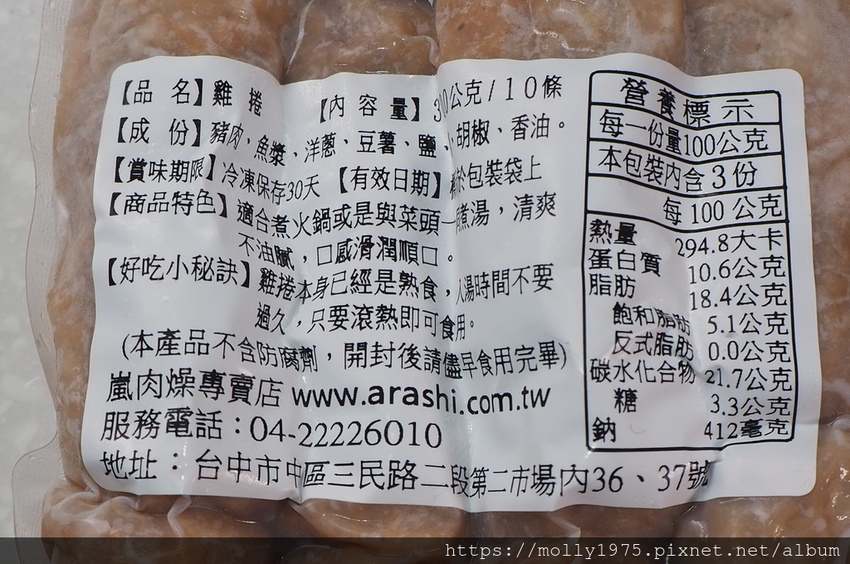 【品 名】雞 捲 【內 容 量】300公克/10條
【成 份】豬肉、魚漿、洋蔥、豆薯、鹽、胡椒、香油。
【賞味期限】冷凍保存30天【有效日期】於包裝袋上
【商品特色】適合煮火鍋或是與菜頭一同煮湯，清爽
不油膩，口感滑潤順口。
【好吃小秘訣】雞捲本身已經是熟食，入湯時間不要
過久，只要滾熱即可食用。
(本產品不含防腐劑，開封後請儘早食用完畢)
嵐肉燥專賣店 www.arashi.com.tw
服務電話：04-22226010
地址：台中市中區三民路二段第二市場內36、37號
營養標示
每一份量100公克
本包裝內含3份
每100公克
熱量 294.8大卡
蛋白質 10.6公克
脂肪 18.4公克
飽和脂肪 5.1公克
反式脂肪 0.0公克
碳水化合物 21.7公克
糖 3.3公克
鈉 412毫克
https://molly1975.pixnet.net/album